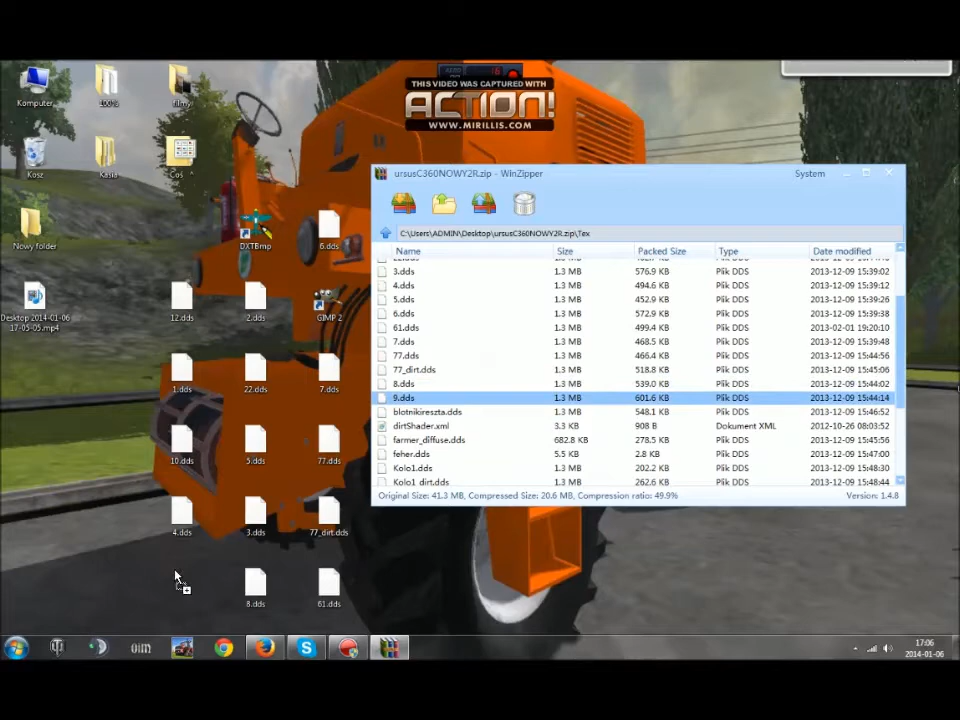 THIS VIDEO WAS CAPTURED WITH
ACTION!
WWW.MIRILLIS.COM
Komputer
100%
filmy
Kosz
Kasia
Coś
Nowy folder
DXTBmp
6.dds
Desktop 2014-01-06
17-05-05.mp4
12.dds
2.dds
GIMP 2
1.dds
22.dds
7.dds
10.dds
5.dds
77.dds
4.dds
3.dds
77_dirt.dds
8.dds
61.dds
ursusC360NOWY2R.zip - WinZipper
System
C:\Users\ADMIN\Desktop\ursusC360NOWY2R.zip\Tex
Name Size Packed Size Type Date modified
3.dds 1.3 MB 576.9 KB Plik DDS 2013-12-09 15:39:02
4.dds 1.3 MB 494.6 KB Plik DDS 2013-12-09 15:39:12
5.dds 1.3 MB 452.9 KB Plik DDS 2013-12-09 15:39:26
6.dds 1.3 MB 572.9 KB Plik DDS 2013-12-09 15:39:38
61.dds 1.3 MB 499.4 KB Plik DDS 2013-02-01 19:20:10
7.dds 1.3 MB 468.5 KB Plik DDS 2013-12-09 15:39:48
77.dds 1.3 MB 466.4 KB Plik DDS 2013-12-09 15:44:56
77_dirt.dds 1.3 MB 518.8 KB Plik DDS 2013-12-09 15:45:06
8.dds 1.3 MB 539.0 KB Plik DDS 2013-12-09 15:44:02
9.dds 1.3 MB 601.6 KB Plik DDS 2013-12-09 15:44:14
blotnikireszta.dds 1.3 MB 548.1 KB Plik DDS 2013-12-09 15:46:52
dirtShader.xml 3.3 KB 908 B Dokument XML 2012-10-26 08:03:52
farmer_diffuse.dds 682.8 KB 278.5 KB Plik DDS 2013-12-09 15:45:56
feher.dds 5.5 KB 2.8 KB Plik DDS 2013-12-09 15:47:00
Kolo1.dds 1.3 MB 202.2 KB Plik DDS 2013-12-09 15:48:30
Kolo1 dirt.dds 1.3 MB 262.6 KB Plik DDS 2013-12-09 15:48:44
Original Size: 41.3 MB, Compressed Size: 20.6 MB, Compression ratio: 49.9%
Version: 1.4.8
oim
17:06
2014-01-06